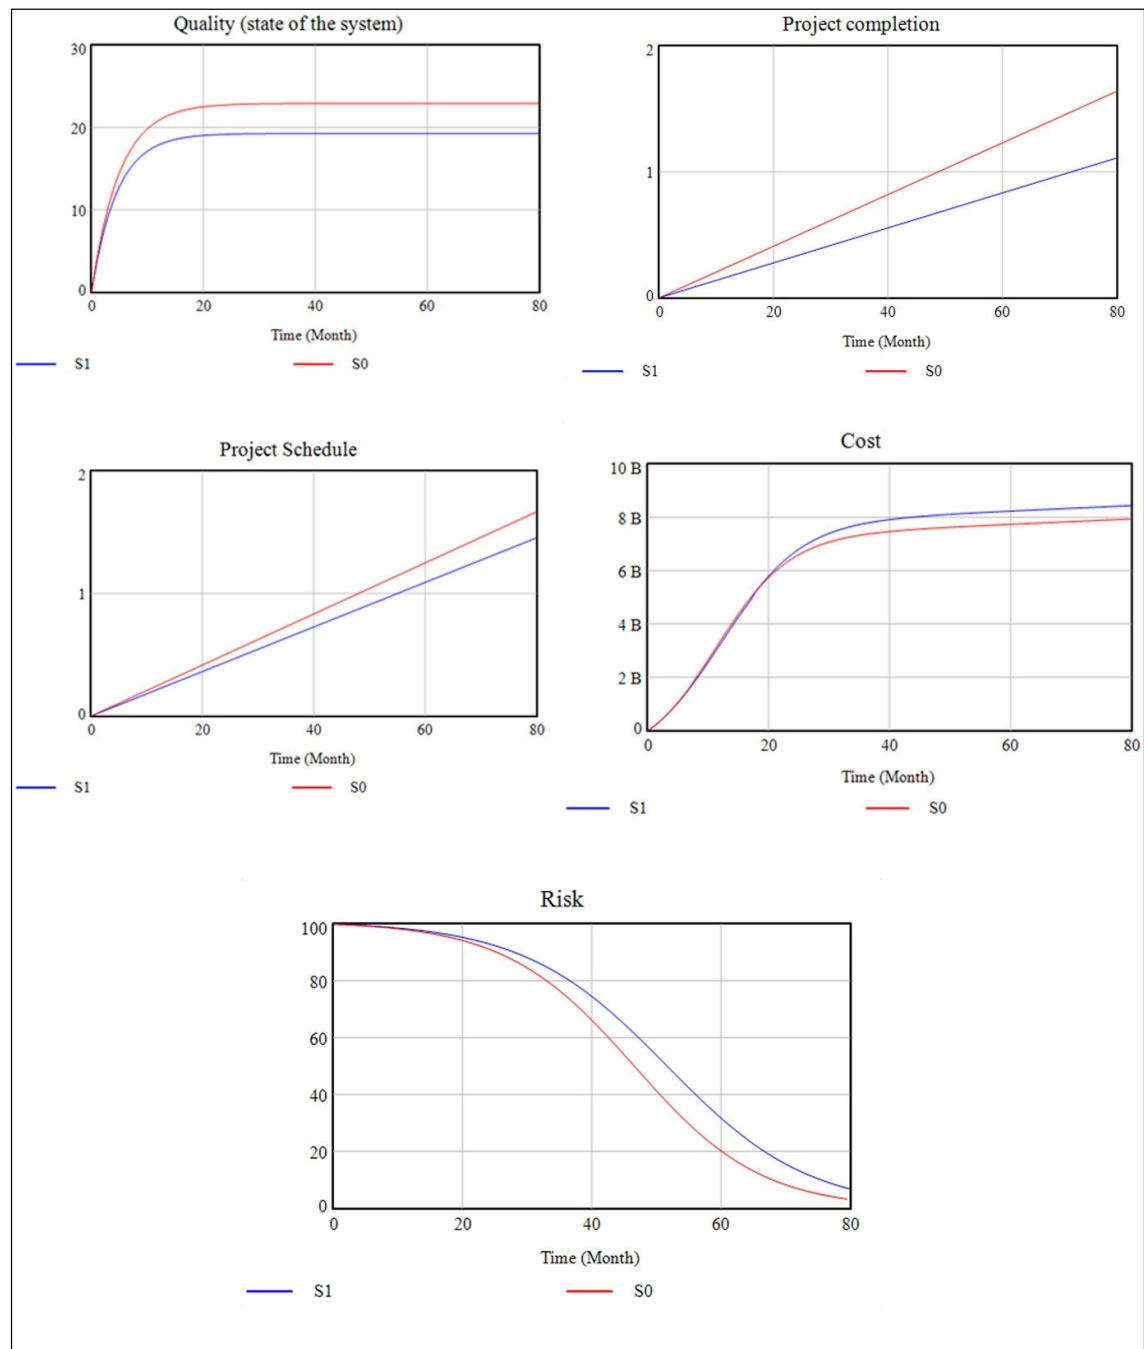 Quality (state of the system)
30
20
10
0
0 20 40 60 80
Time (Month)
S1 S0
Project completion
2
1
0
0 20 40 60 80
Time (Month)
S1 S0
Project Schedule
2
1
0
0 20 40 60 80
Time (Month)
S1 S0
Cost
10 B
8 B
6 B
4 B
2 B
0
0 20 40 60 80
Time (Month)
S1 S0
Risk
100
80
60
40
20
0
0 20 40 60 80
Time (Month)
S1 S0